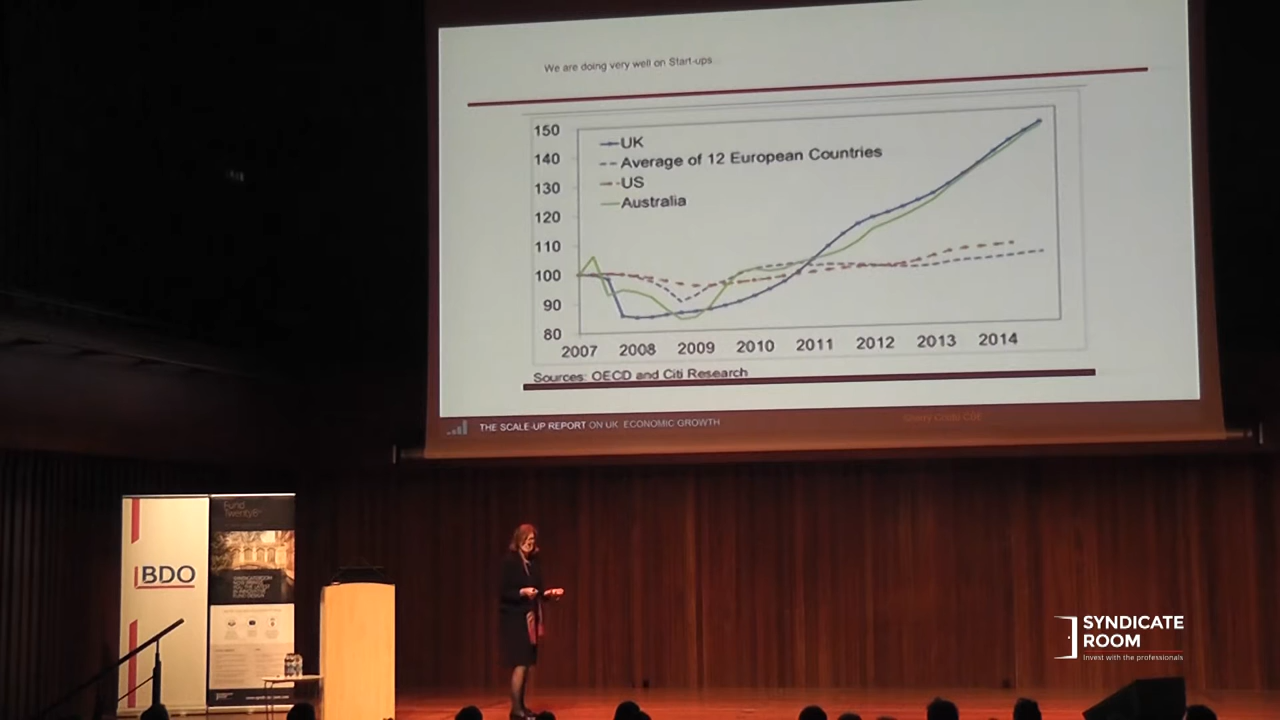 We are doing very well on Start-ups
150
140
130
120
110
100
90
80
UK
Average of 12 European Countries
US
Australia
2007 2008 2009 2010 2011 2012 2013 2014
Sources: OECD and Citi Research
THE SCALE-UP REPORT ON UK ECONOMIC GROWTH
BDO
Fund
Twenty8
SYNDICATE
ROOM
Invest with the professionals